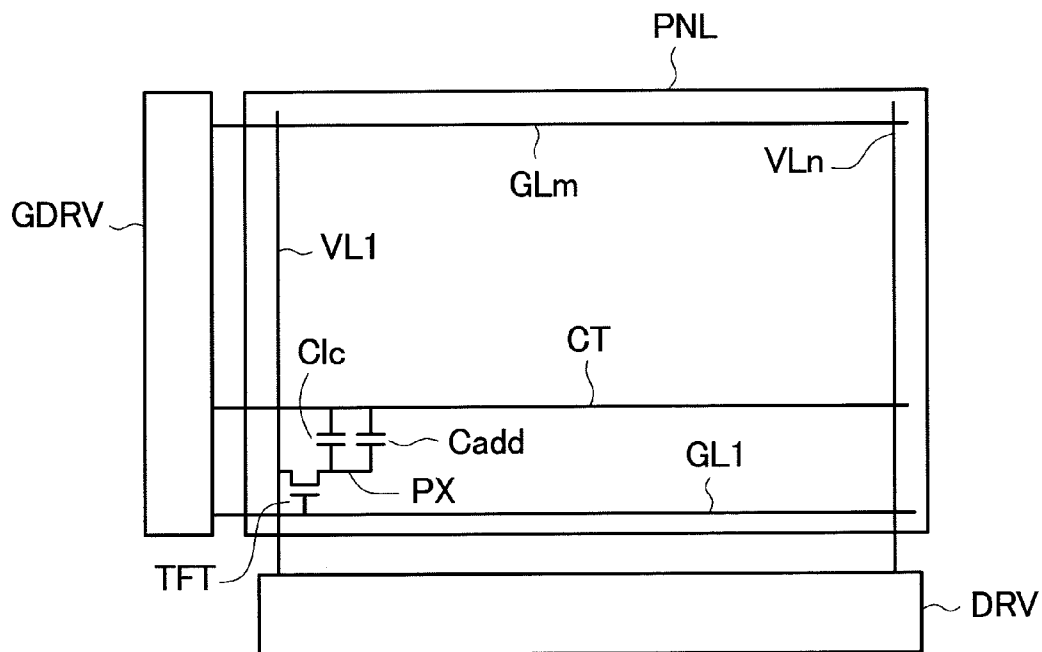 PNL
VLn
GLm
GDRV
VL1
Clc
CT
Cadd
GL1
PX
TFT
DRV